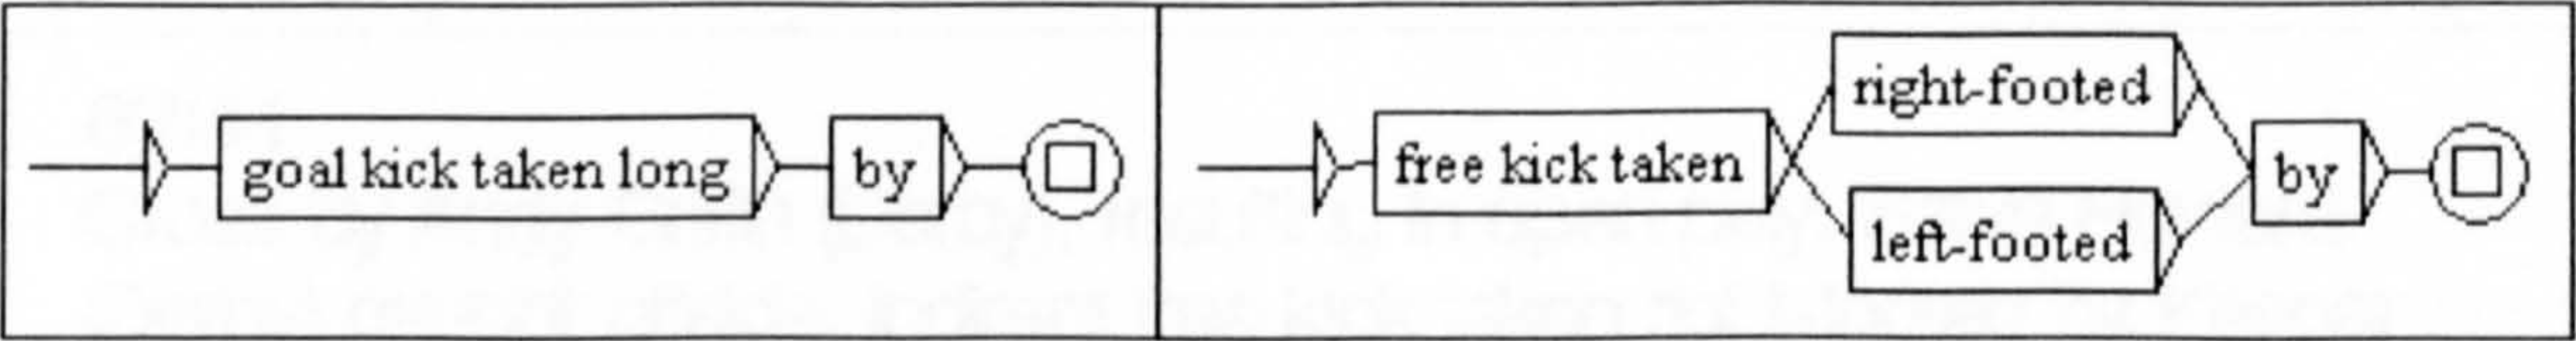 goal kick taken long
by
free kick taken
right-footed
left-footed
by